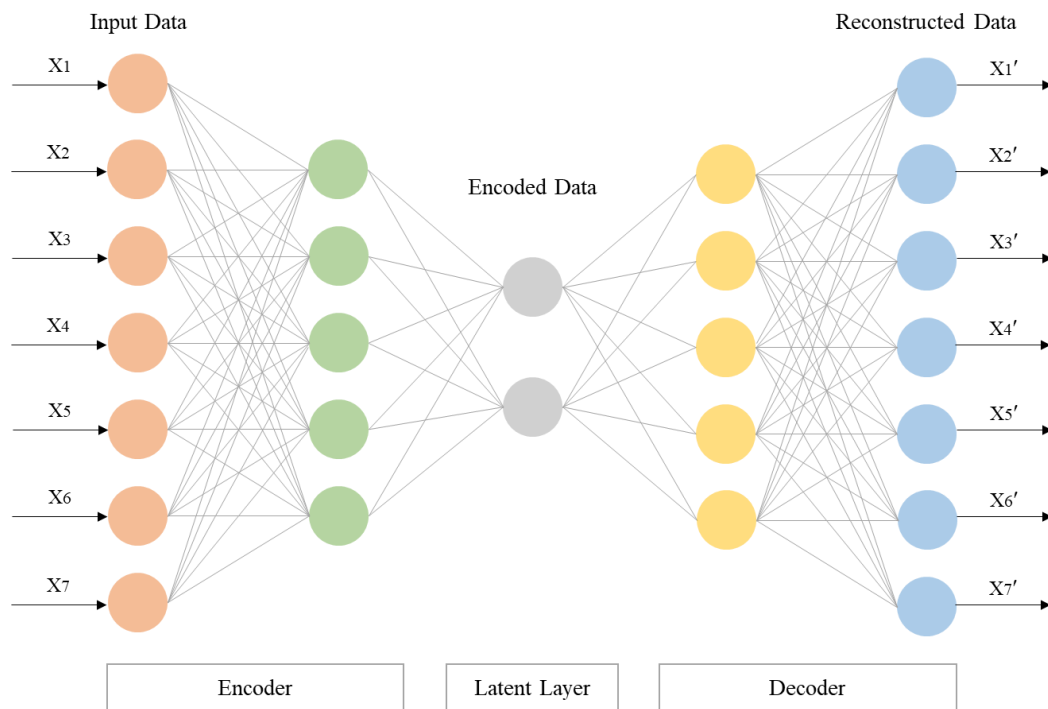 Input Data
Reconstructed Data
X1
X1′
X2
X2′
Encoded Data
X3
X3′
X4
X4′
X5
X5′
X6
X6′
X7
X7′
Encoder
Latent Layer
Decoder